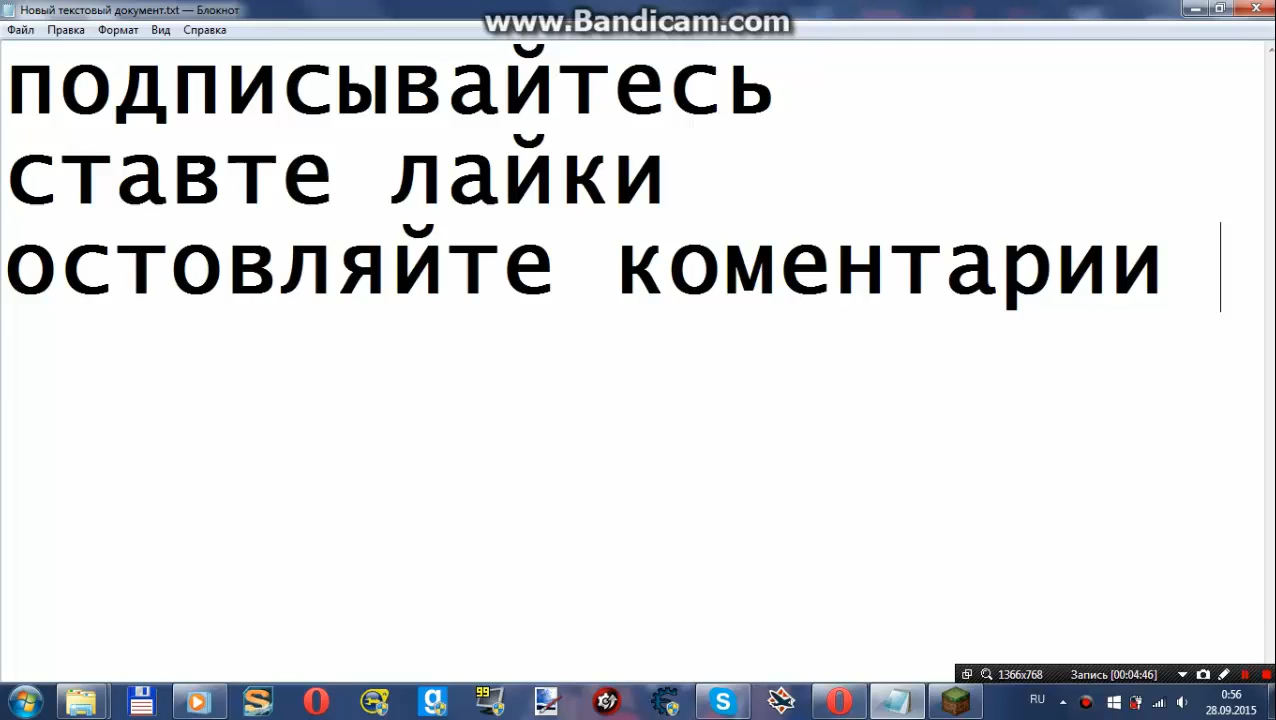 Новый текстовый документ.txt — Блокнот
www.Bandicam.com
Файл Правка Формат Вид Справка
подписывайтесь
ставте лайки
остовляйте коментарии
1366x768 Запись [00:04:46]
99
RU
0:56
28.09.2015